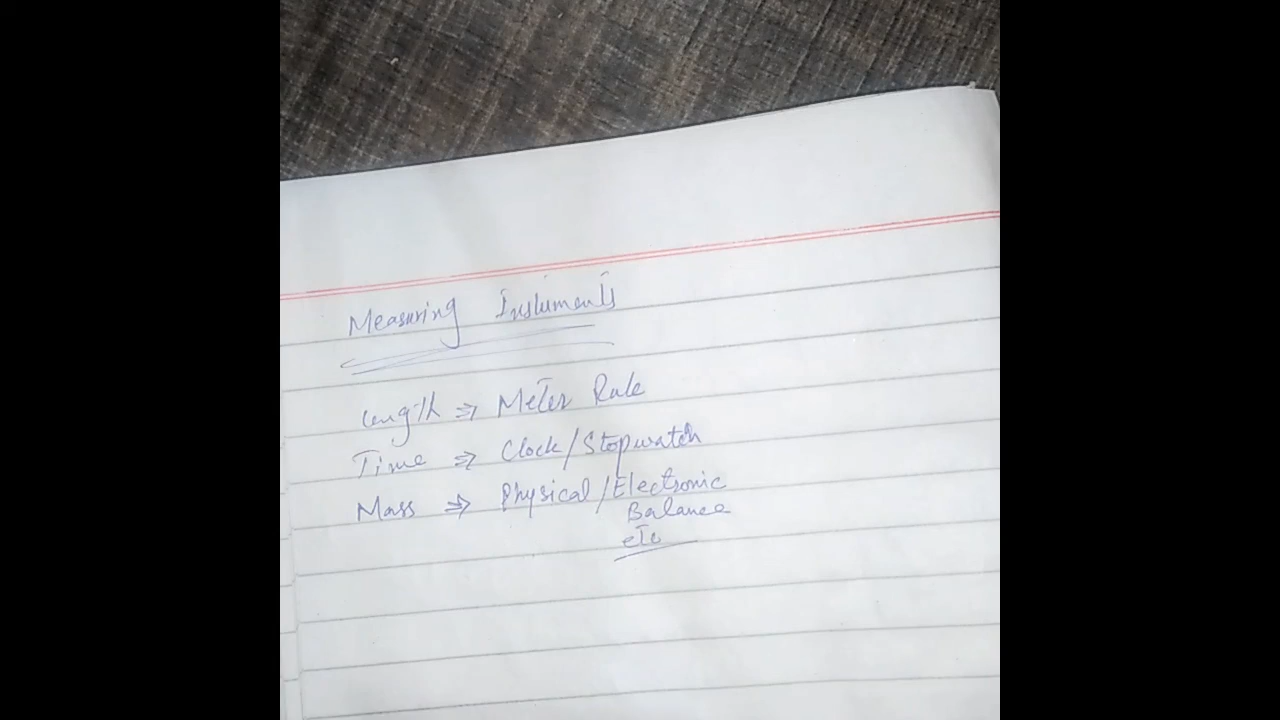 Measuring Instruments
Length ⇒ Meter Rule
Time ⇒ Clock/Stopwatch
Mass ⇒ Physical/Electronic
Balance
etc